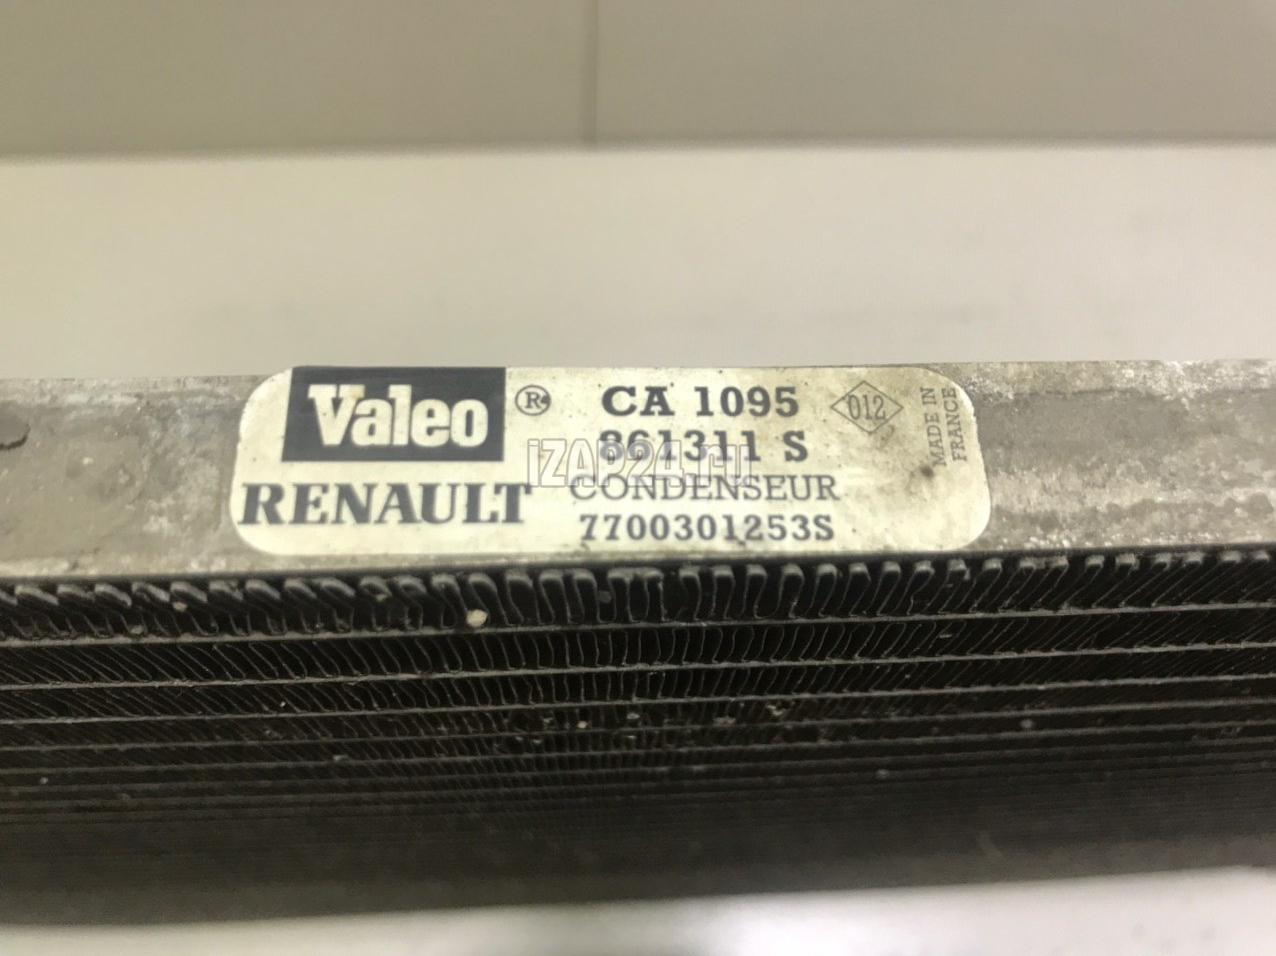 Valeo ®
RENAULT
CA 1095
861311 S
CONDENSEUR
7700301253S
012
MADE IN
FRANCE
iZAP24.ru